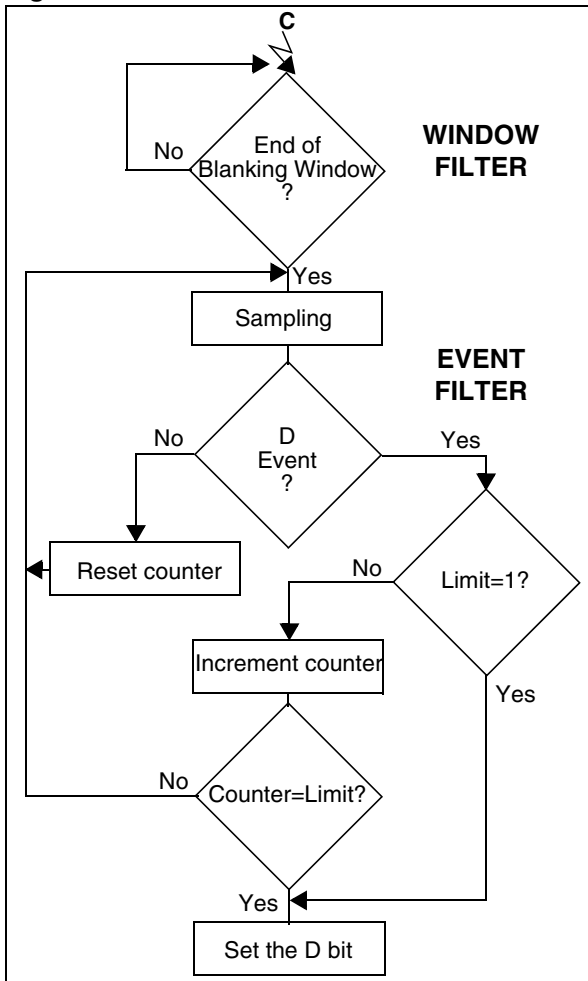 C
End of
Blanking Window
?
No
WINDOW
FILTER
Yes
Sampling
EVENT
FILTER
No
D
Event
?
Yes
Reset counter
No
Limit=1?
Increment counter
Yes
No
Counter=Limit?
Yes
Set the D bit